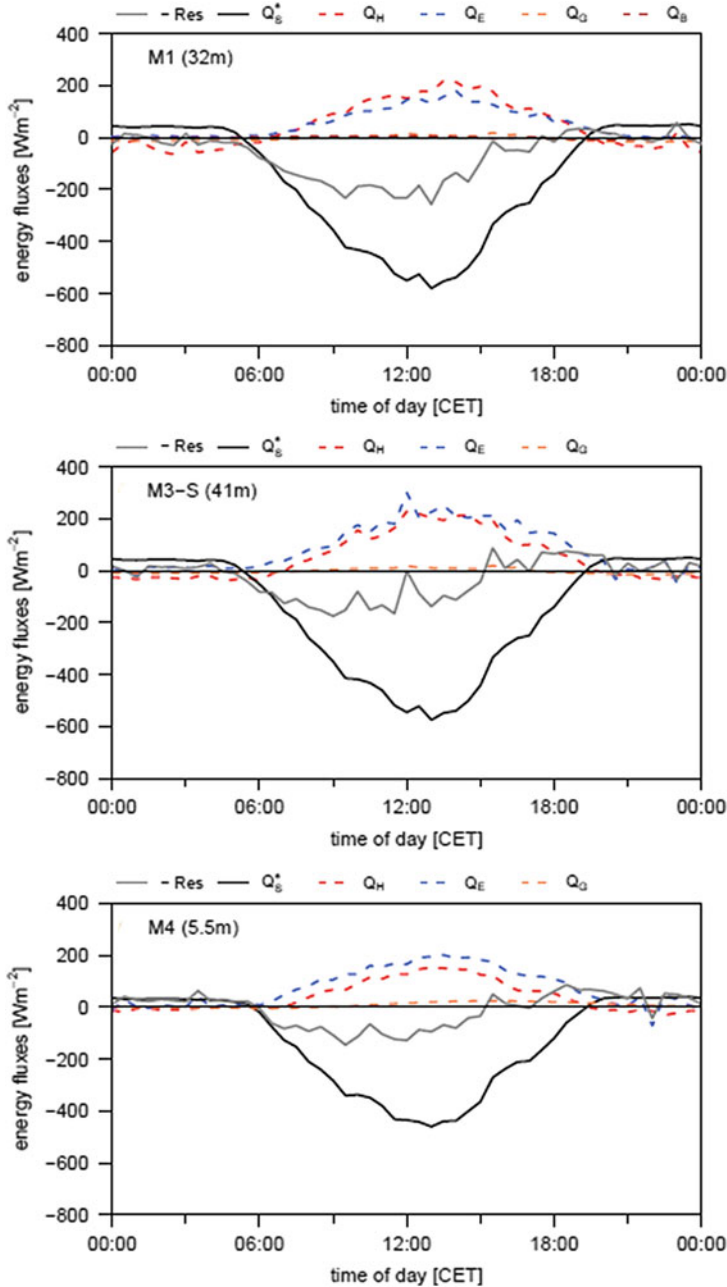 – Res Q*S QH QE QG QB
M1 (32m)
energy fluxes [Wm−2]
400
200
0
−200
−400
−600
−800
00:00 06:00 12:00 18:00 00:00
time of day [CET]
– Res Q*S QH QE QG
M3−S (41m)
energy fluxes [Wm−2]
400
200
0
−200
−400
−600
−800
00:00 06:00 12:00 18:00 00:00
time of day [CET]
– Res Q*S QH QE QG
M4 (5.5m)
energy fluxes [Wm−2]
400
200
0
−200
−400
−600
−800
00:00 06:00 12:00 18:00 00:00
time of day [CET]